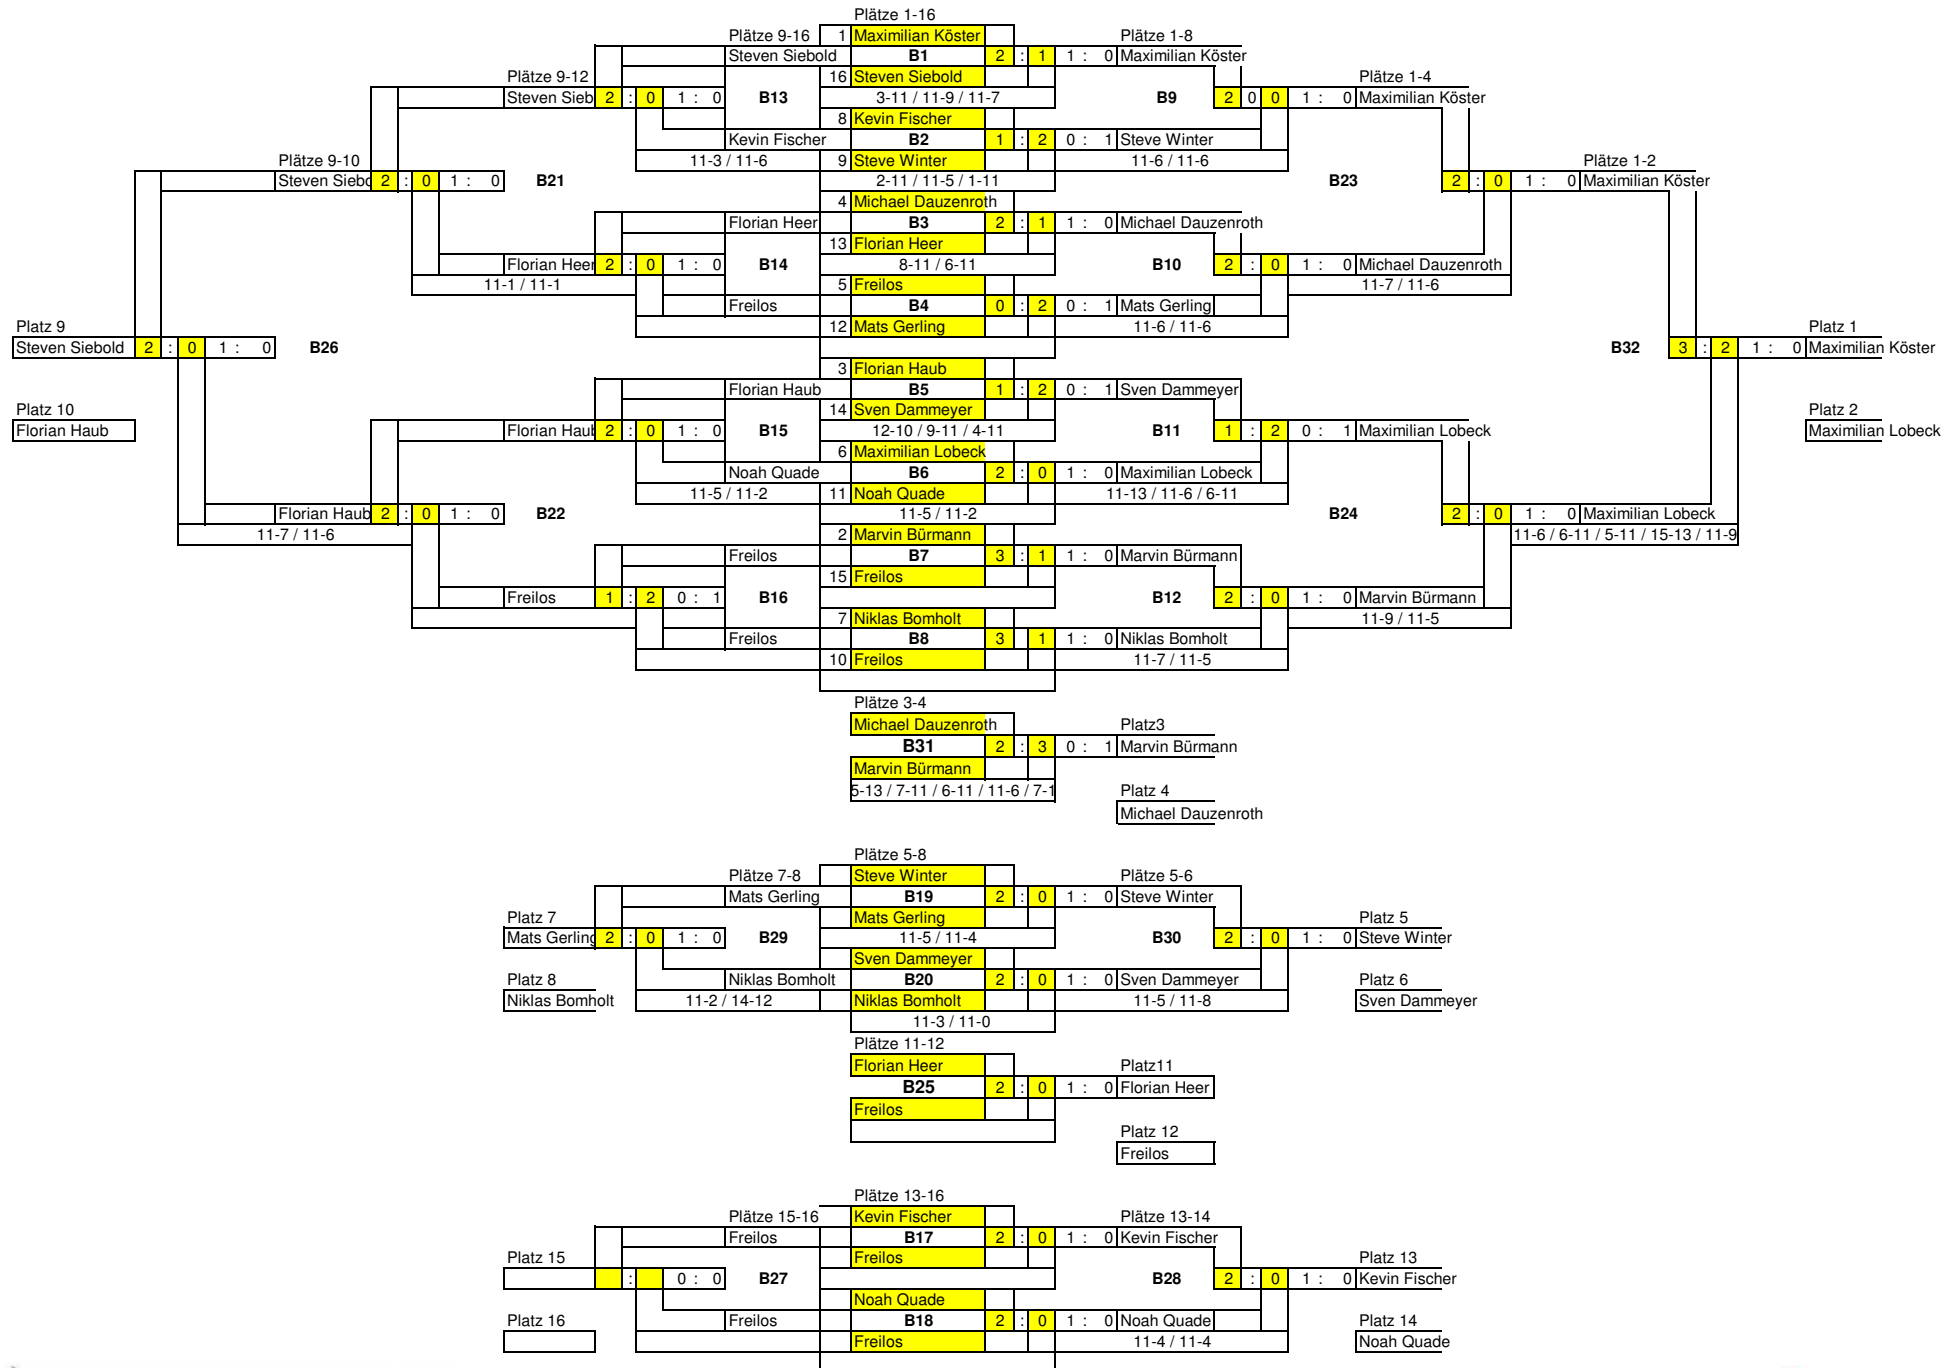 Plätze 1-16
Plätze 9-16 1 Maximilian Köster Plätze 1-8
Steven Siebold B1 2 : 1 1 : 0 Maximilian Köster
Plätze 9-12 16 Steven Siebold Plätze 1-4
Steven Sieb 2 : 0 1 : 0 B13 3-11 / 11-9 / 11-7 B9 2 0 0 1 : 0 Maximilian Köster
8 Kevin Fischer
Kevin Fischer B2 1 : 2 0 : 1 Steve Winter
Plätze 9-10 11-3 / 11-6 9 Steve Winter 11-6 / 11-6 Plätze 1-2
Steven Siebo 2 : 0 1 : 0 B21 2-11 / 11-5 / 1-11 B23 2 : 0 1 : 0 Maximilian Köster
4 Michael Dauzenroth
Florian Heer B3 2 : 1 1 : 0 Michael Dauzenroth
13 Florian Heer
Florian Heer 2 : 0 1 : 0 B14 8-11 / 6-11 B10 2 : 0 1 : 0 Michael Dauzenroth
11-1 / 11-1 5 Freilos 11-7 / 11-6
Freilos B4 0 : 2 0 : 1 Mats Gerling
Platz 9 12 Mats Gerling 11-6 / 11-6 Platz 1
Steven Siebold 2 : 0 1 : 0 B26 B32 3 : 2 1 : 0 Maximilian Köster
3 Florian Haub
Florian Haub B5 1 : 2 0 : 1 Sven Dammeyer
Platz 10 14 Sven Dammeyer Platz 2
Florian Haub Florian Haub 2 : 0 1 : 0 B15 12-10 / 9-11 / 4-11 B11 1 : 2 0 : 1 Maximilian Lobeck Maximilian Lobeck
6 Maximilian Lobeck
Noah Quade B6 2 : 0 1 : 0 Maximilian Lobeck
11-5 / 11-2 11 Noah Quade 11-13 / 11-6 / 6-11
Florian Haub 2 : 0 1 : 0 B22 11-5 / 11-2 B24 2 : 0 1 : 0 Maximilian Lobeck
11-7 / 11-6 2 Marvin Bürmann 11-6 / 6-11 / 5-11 / 15-13 / 11-9
Freilos B7 3 : 1 1 : 0 Marvin Bürmann
15 Freilos
Freilos 1 : 2 0 : 1 B16 B12 2 : 0 1 : 0 Marvin Bürmann
7 Niklas Bomholt 11-9 / 11-5
Freilos B8 3 1 1 : 0 Niklas Bomholt
10 Freilos 11-7 / 11-5
Plätze 3-4
Michael Dauzenroth Platz3
B31 2 : 3 0 : 1 Marvin Bürmann
Marvin Bürmann
5-13 / 7-11 / 6-11 / 11-6 / 7-1 Platz 4
Michael Dauzenroth
Plätze 5-8
Plätze 7-8 Steve Winter Plätze 5-6
Mats Gerling B19 2 : 0 1 : 0 Steve Winter
Platz 7 Mats Gerling Platz 5
Mats Gerling 2 : 0 1 : 0 B29 11-5 / 11-4 B30 2 : 0 1 : 0 Steve Winter
Sven Dammeyer
Platz 8 Niklas Bomholt B20 2 : 0 1 : 0 Sven Dammeyer Platz 6
Niklas Bomholt 11-2 / 14-12 Niklas Bomholt 11-5 / 11-8 Sven Dammeyer
11-3 / 11-0
Plätze 11-12
Florian Heer Platz11
B25 2 : 0 1 : 0 Florian Heer
Freilos
Platz 12
Freilos
Plätze 13-16
Plätze 15-16 Kevin Fischer Plätze 13-14
Freilos B17 2 : 0 1 : 0 Kevin Fischer
Platz 15 Freilos Platz 13
: 0 : 0 B27 B28 2 : 0 1 : 0 Kevin Fischer
Noah Quade
Platz 16 Freilos B18 2 : 0 1 : 0 Noah Quade Platz 14
Freilos 11-4 / 11-4 Noah Quade